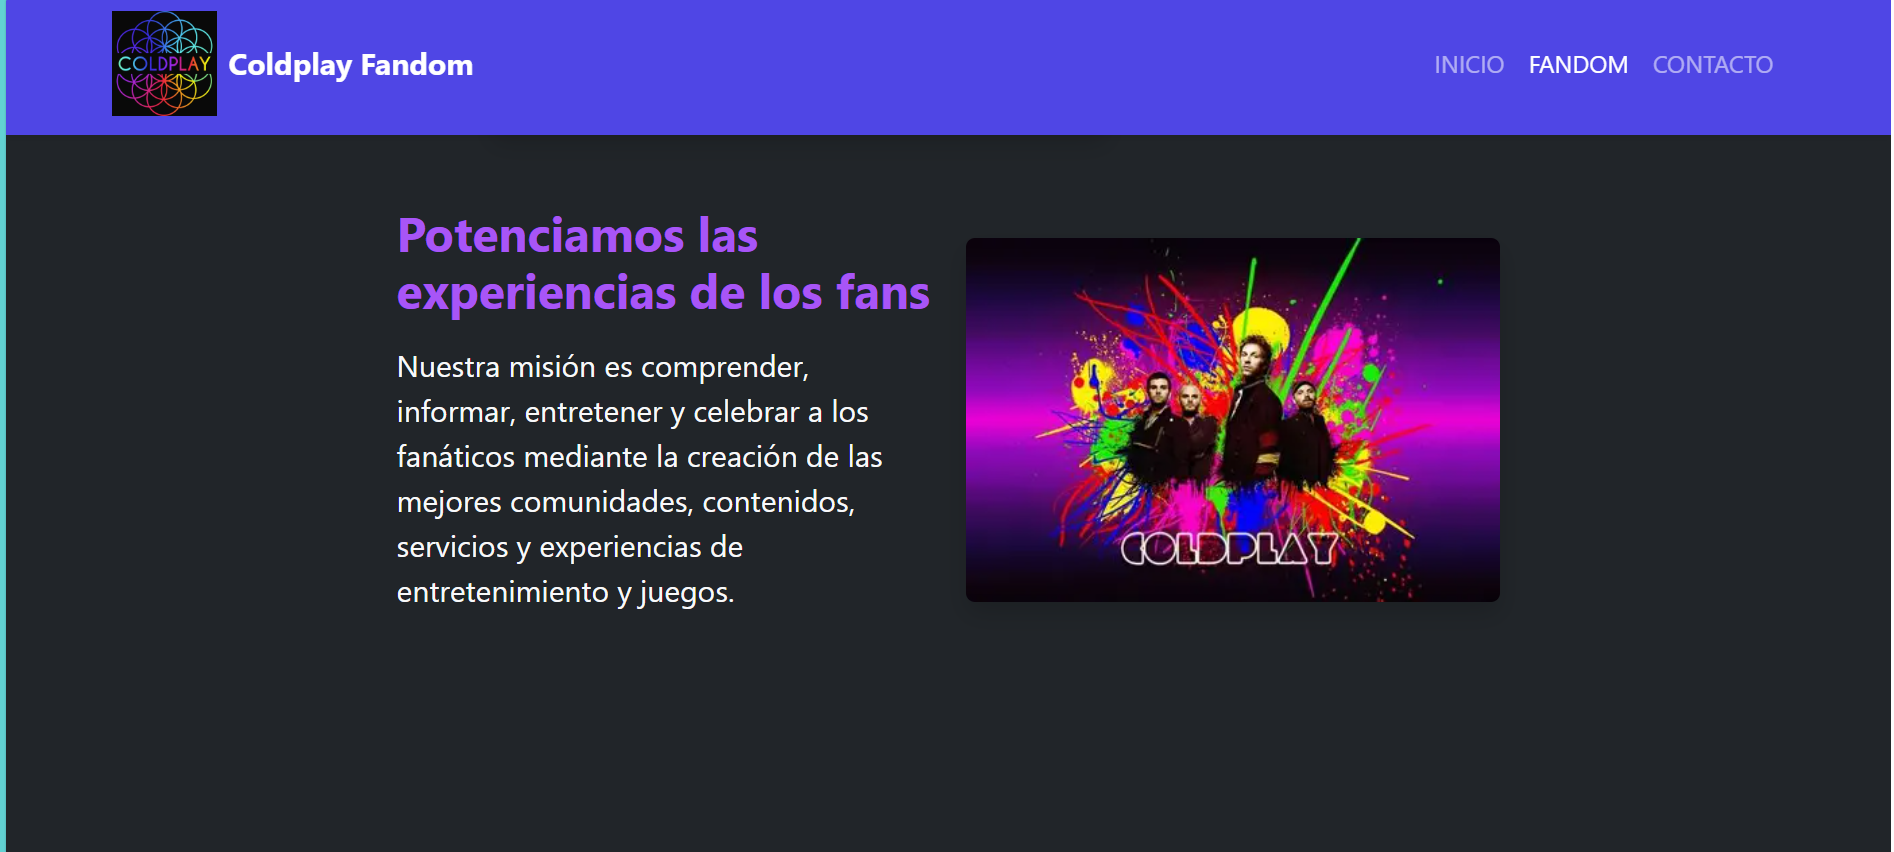 COLDPLAY
Coldplay Fandom
INICIO FANDOM CONTACTO
Potenciamos las
experiencias de los fans
Nuestra misión es comprender,
informar, entretener y celebrar a los
fanáticos mediante la creación de las
mejores comunidades, contenidos,
servicios y experiencias de
entretenimiento y juegos.
COLDPLAY